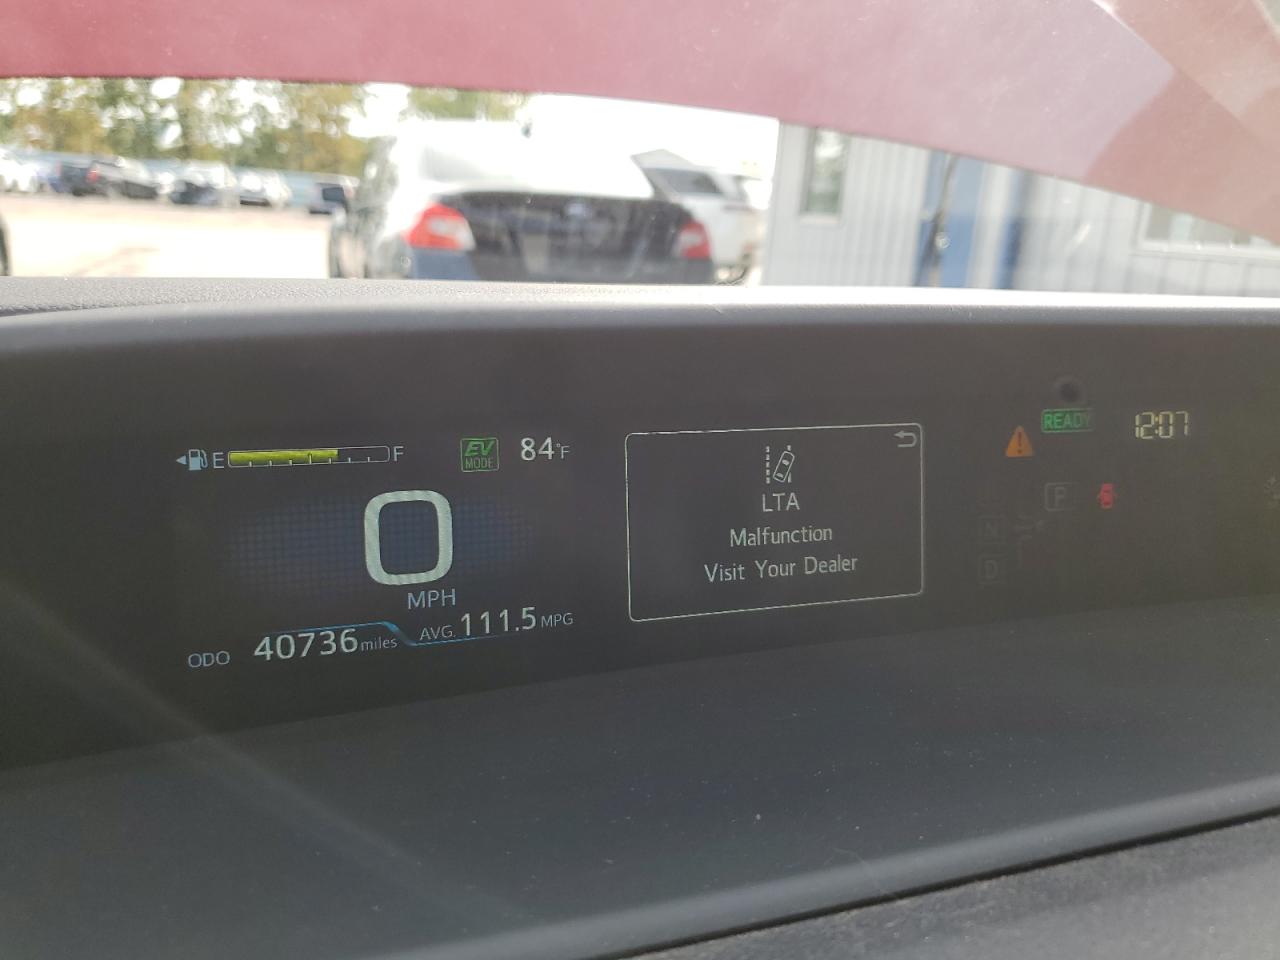 E F
EV
MODE
84°F
0
MPH
ODO 40736 miles
AVG. 111.5 MPG
LTA
Malfunction
Visit Your Dealer
READY
12:07
P
N
D